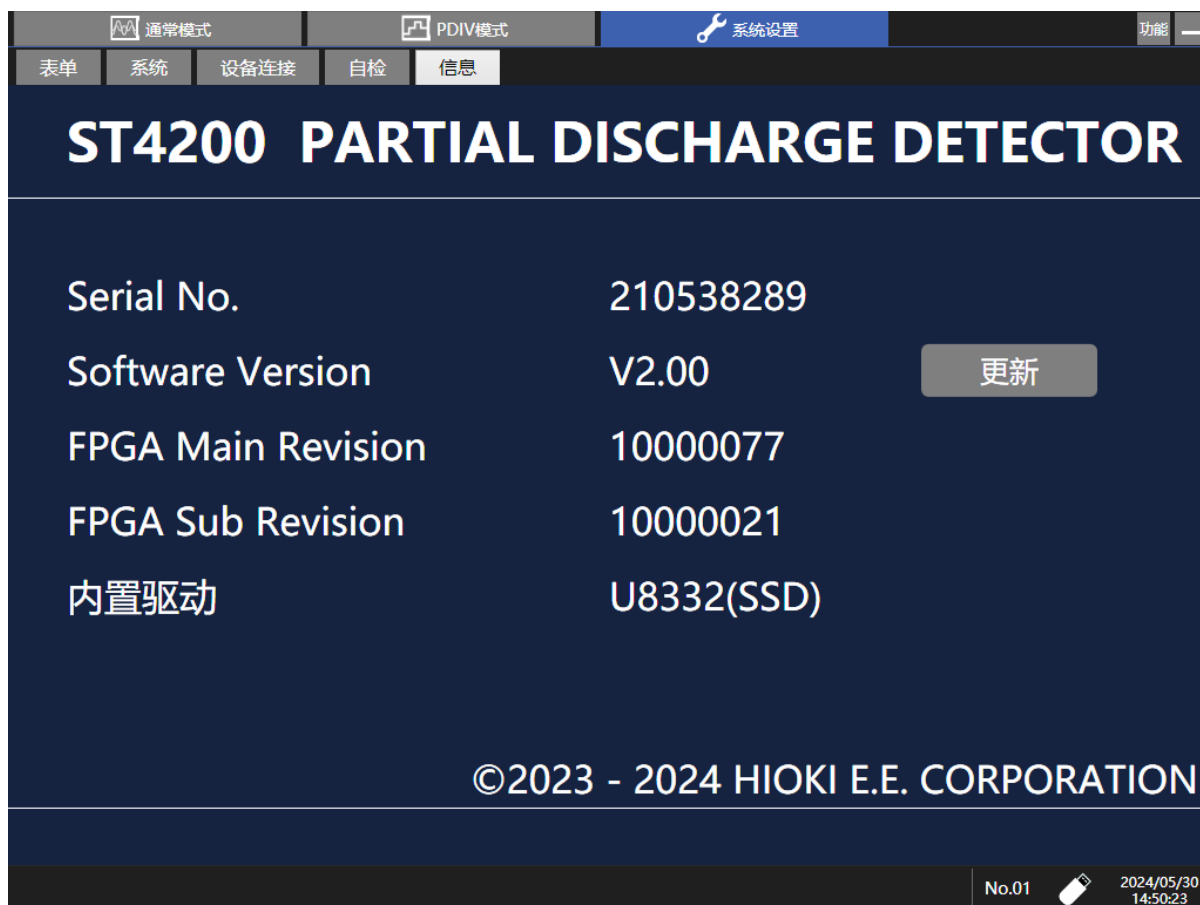 通常模式 PDIV模式 系统设置 功能
表单 系统 设备连接 自检 信息
ST4200 PARTIAL DISCHARGE DETECTOR
Serial No. 210538289
Software Version V2.00 更新
FPGA Main Revision 10000077
FPGA Sub Revision 10000021
内置驱动 U8332(SSD)
©2023 - 2024 HIOKI E.E. CORPORATION
No.01 2024/05/30
14:50:23